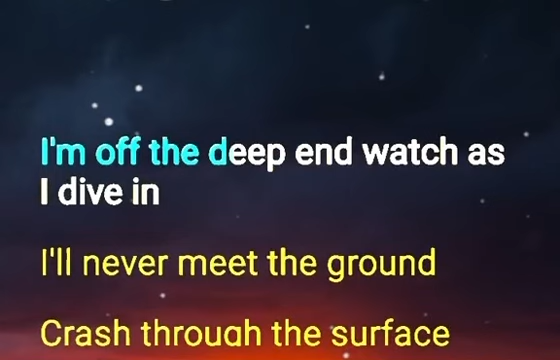 I'm off the deep end watch as
I dive in
I'll never meet the ground
Crash through the surface